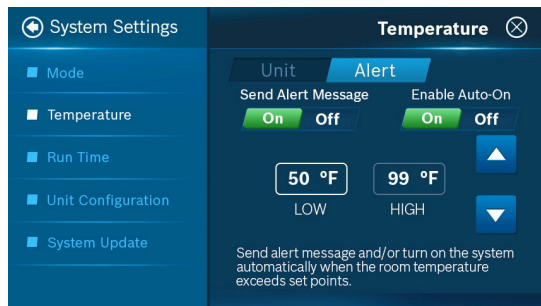 System Settings
Temperature
Mode
Temperature
Run Time
Unit Configuration
System Update
Unit Alert
Send Alert Message Enable Auto-On
On Off On Off
50 ºF 99 ºF
LOW HIGH
Send alert message and/or turn on the system
automatically when the room temperature
exceeds set points.